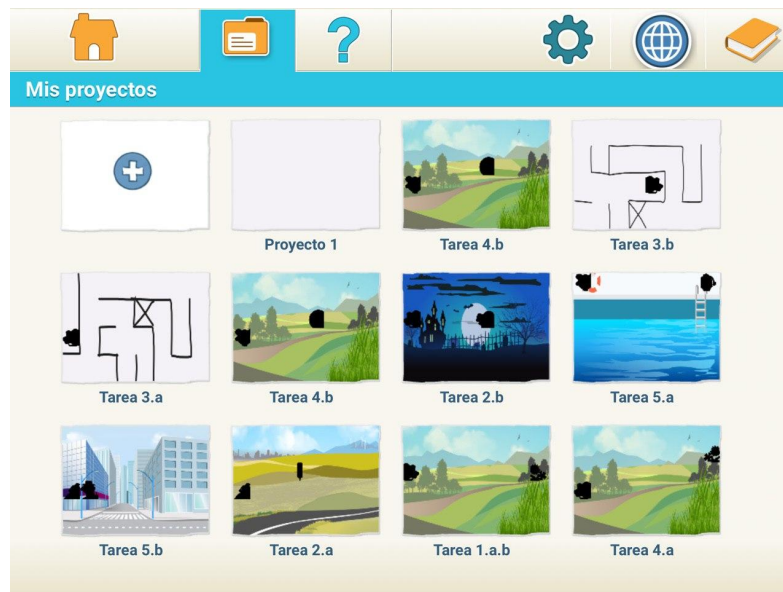 Mis proyectos
Proyecto 1
Tarea 4.b
Tarea 3.b
Tarea 3.a
Tarea 4.b
Tarea 2.b
Tarea 5.a
Tarea 5.b
Tarea 2.a
Tarea 1.a.b
Tarea 4.a